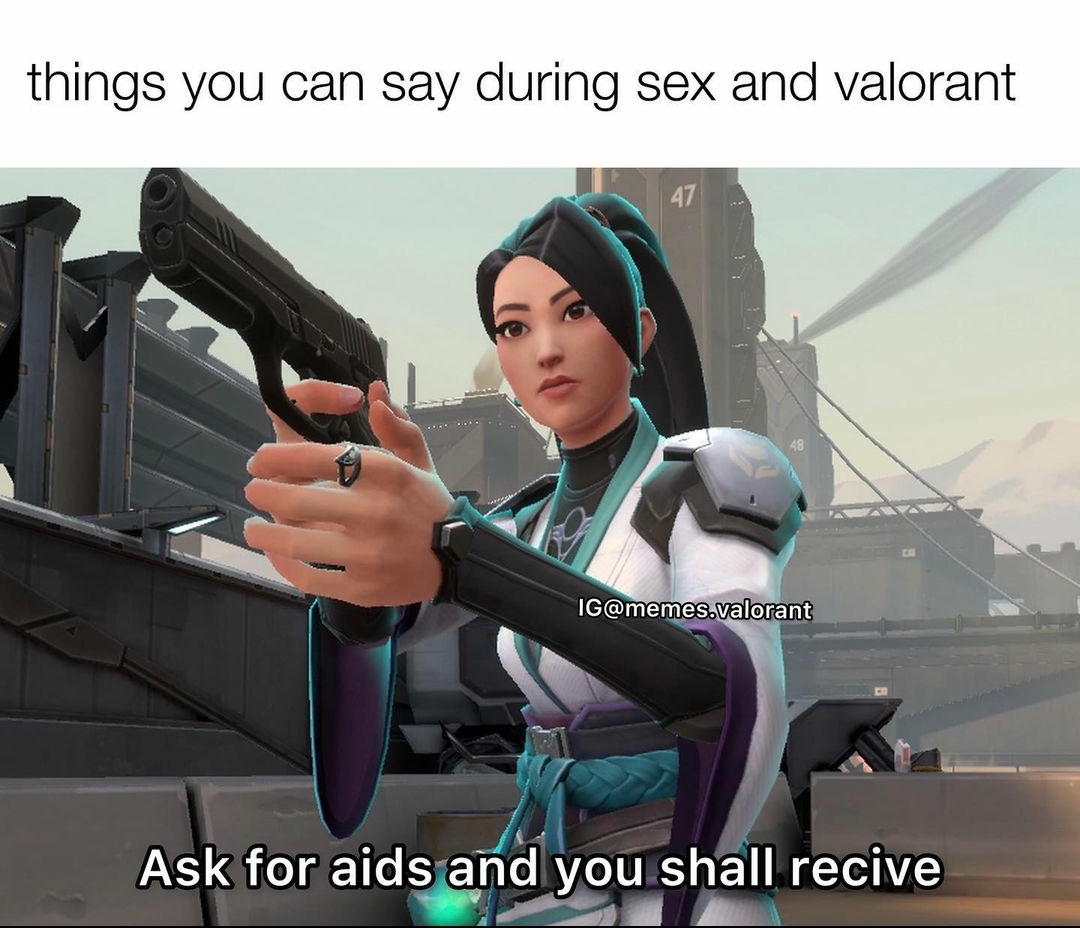 things you can say during sex and valorant
47
48
IG@memes.valorant
Ask for aids and you shall recive